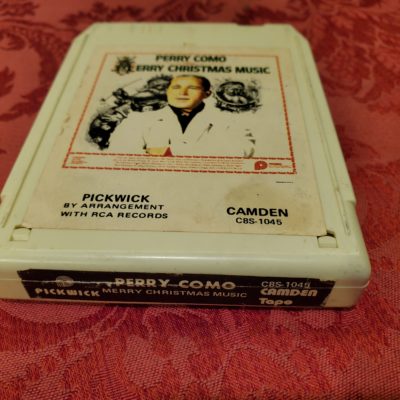 PERRY COMO
MERRY CHRISTMAS MUSIC
PICKWICK
BY ARRANGEMENT
WITH RCA RECORDS
CAMDEN
C8S-1045
PERRY COMO
C8S-1045
PICKWICK
MERRY CHRISTMAS MUSIC
CAMDEN
Tape